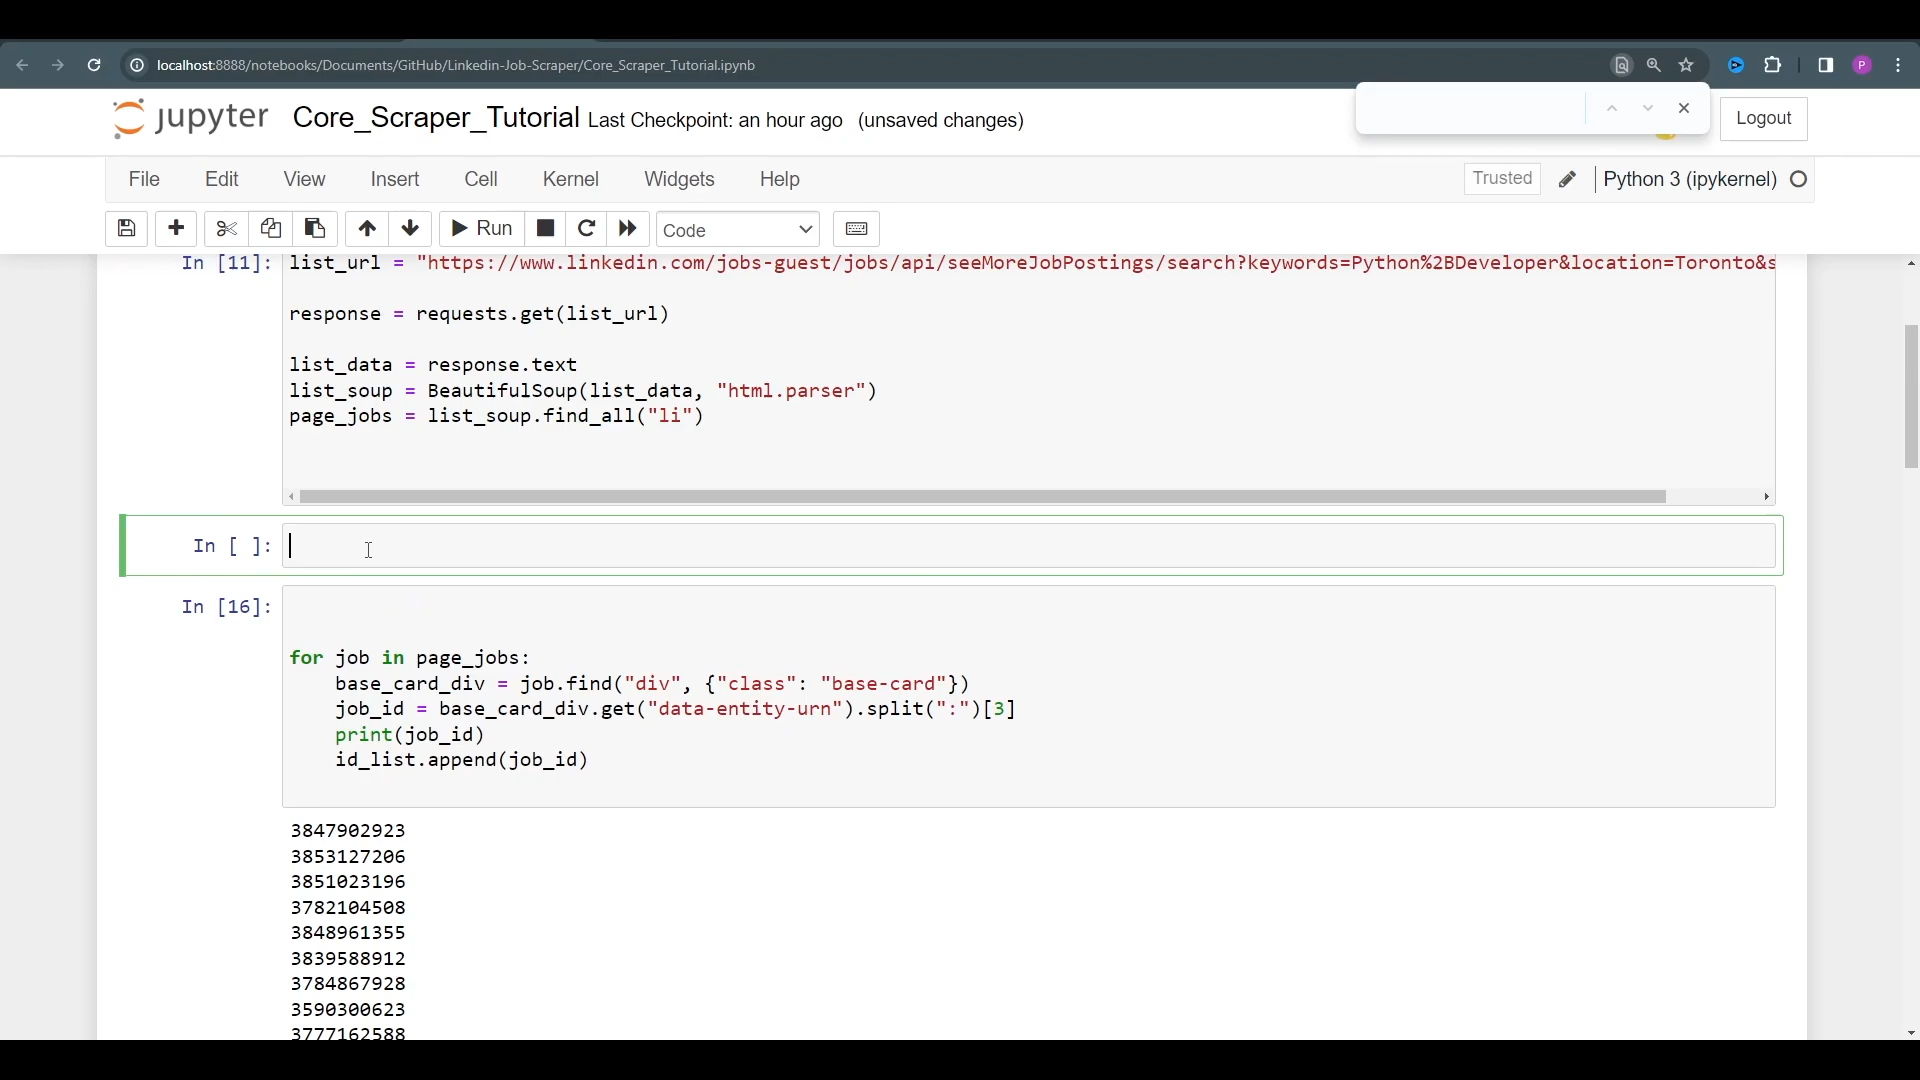 localhost:8888/notebooks/Documents/GitHub/Linkedin-Job-Scraper/Core_Scraper_Tutorial.ipynb
P
jupyter Core_Scraper_Tutorial Last Checkpoint: an hour ago (unsaved changes)
Logout
File Edit View Insert Cell Kernel Widgets Help Trusted Python 3 (ipykernel)
Run Code
In [11]: list_url = "https://www.linkedin.com/jobs-guest/jobs/api/seeMoreJobPostings/search?keywords=Python%2BDeveloper&location=Toronto&s
response = requests.get(list_url)
list_data = response.text
list_soup = BeautifulSoup(list_data, "html.parser")
page_jobs = list_soup.find_all("li")
In [ ]:
In [16]:
for job in page_jobs:
    base_card_div = job.find("div", {"class": "base-card"})
    job_id = base_card_div.get("data-entity-urn").split(":")[3]
    print(job_id)
    id_list.append(job_id)
3847902923
3853127206
3851023196
3782104508
3848961355
3839588912
3784867928
3590300623
3777162588